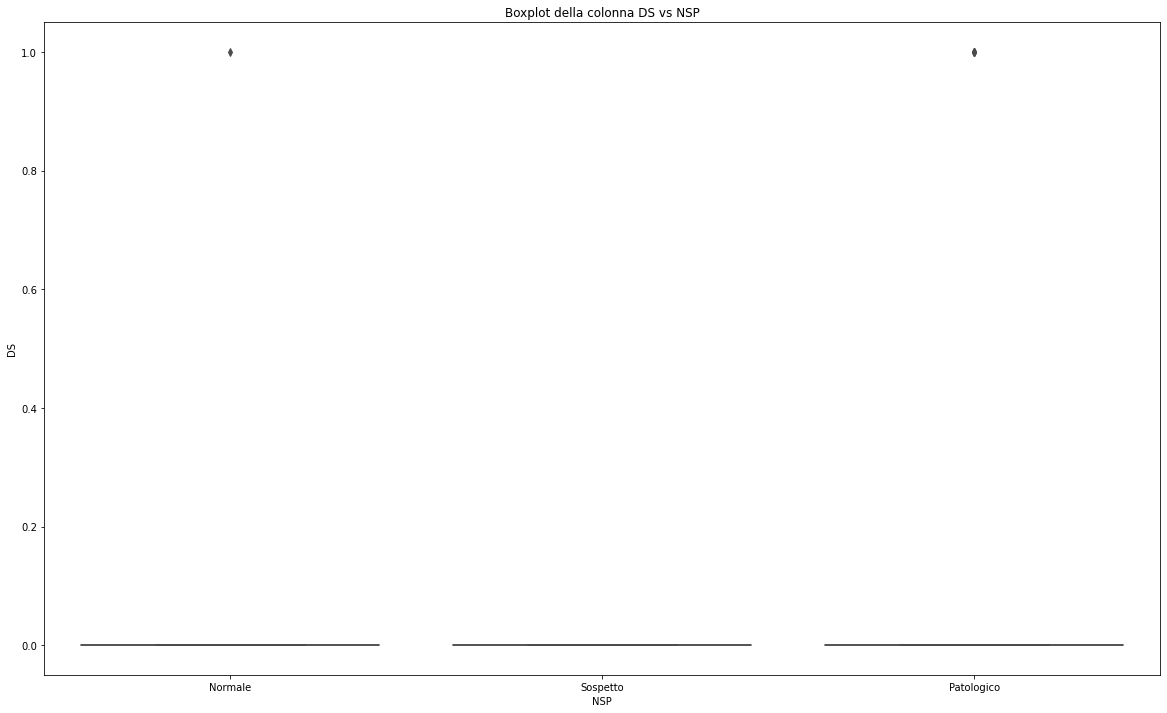 Boxplot della colonna DS vs NSP
1.0
0.8
0.6
0.4
0.2
0.0
DS
Normale
Sospetto
Patologico
NSP